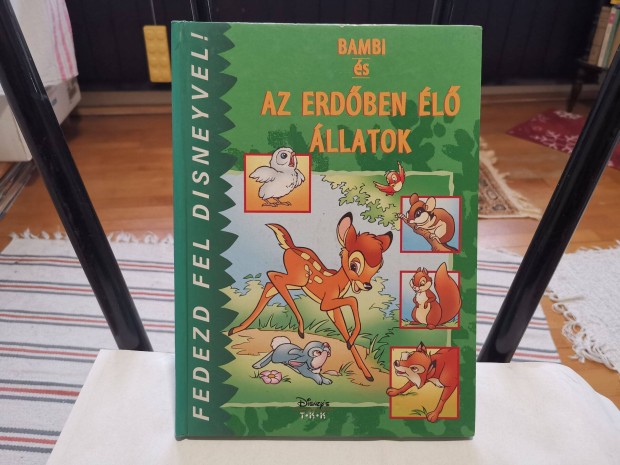 FEDEZD FEL DISNEYVEL!
BAMBI
és
AZ ERDŐBEN ÉLŐ
ÁLLATOK
DISNEY'S
T•K•K